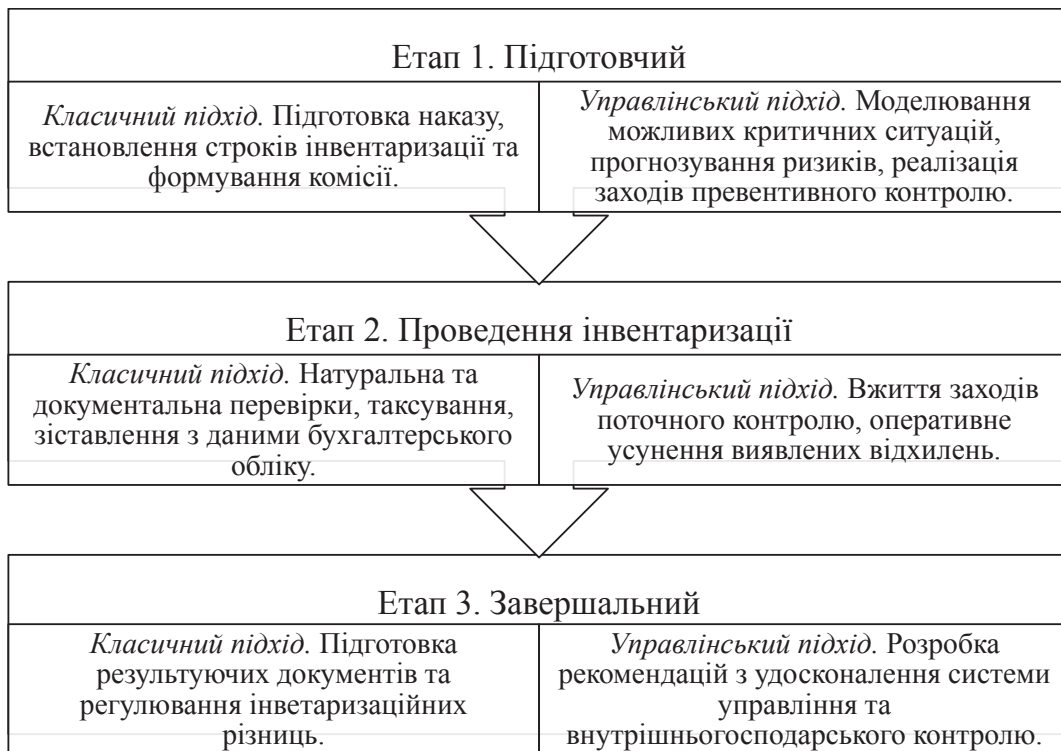 Етап 1. Підготовчий
Класичний підхід. Підготовка наказу,
встановлення строків інвентаризації та
формування комісії.
Управлінський підхід. Моделювання
можливих критичних ситуацій,
прогнозування ризиків, реалізація
заходів превентивного контролю.
Етап 2. Проведення інвентаризації
Класичний підхід. Натуральна та
документальна перевірки, таксування,
зіставлення з даними бухгалтерського
обліку.
Управлінський підхід. Вжиття заходів
поточного контролю, оперативне
усунення виявлених відхилень.
Етап 3. Завершальний
Класичний підхід. Підготовка
результуючих документів та
регулювання інветаризаційних
різниць.
Управлінський підхід. Розробка
рекомендацій з удосконалення системи
управління та
внутрішньогосподарського контролю.